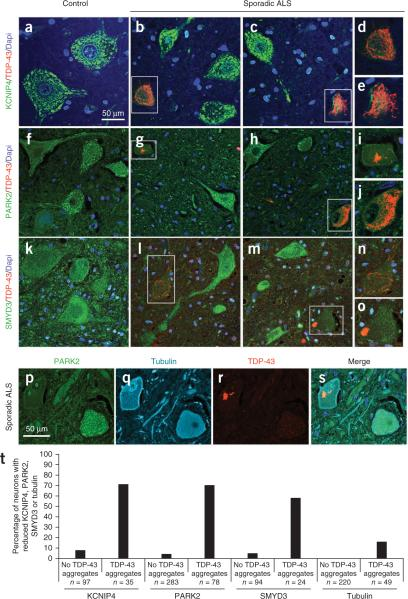 Control
Sporadic ALS
a
b
c
d
e
KCNIP4/TDP-43/Dapi
50 µm
f
g
h
i
j
PARK2/TDP-43/Dapi
k
l
m
n
o
SMYD3/TDP-43/Dapi
PARK2
Tubulin
TDP-43
Merge
p
q
r
s
Sporadic ALS
50 µm
t
Percentage of neurons with
reduced KCNIP4, PARK2,
SMYD3 or tubulin
100
90
80
70
60
50
40
30
20
10
0
No TDP-43 TDP-43 No TDP-43 TDP-43 No TDP-43 TDP-43 No TDP-43 TDP-43
aggregates aggregates aggregates aggregates aggregates aggregates aggregates aggregates
n = 97 n = 35 n = 283 n = 78 n = 94 n = 24 n = 220 n = 49
KCNIP4 PARK2 SMYD3 Tubulin